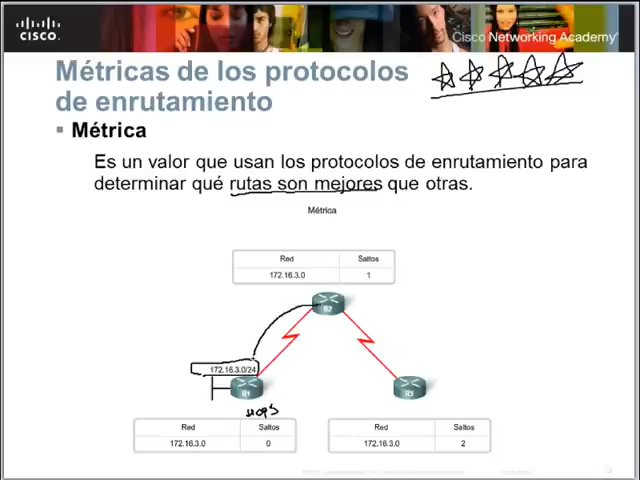 CISCO.
Cisco Networking Academy®
Métricas de los protocolos
de enrutamiento
Métrica
Es un valor que usan los protocolos de enrutamiento para
determinar qué rutas son mejores que otras.
Métrica
Red Saltos
172.16.3.0 1
R2
172.16.3.0/24
R1
R3
HOPS
Red Saltos
172.16.3.0 0
Red Saltos
172.16.3.0 2